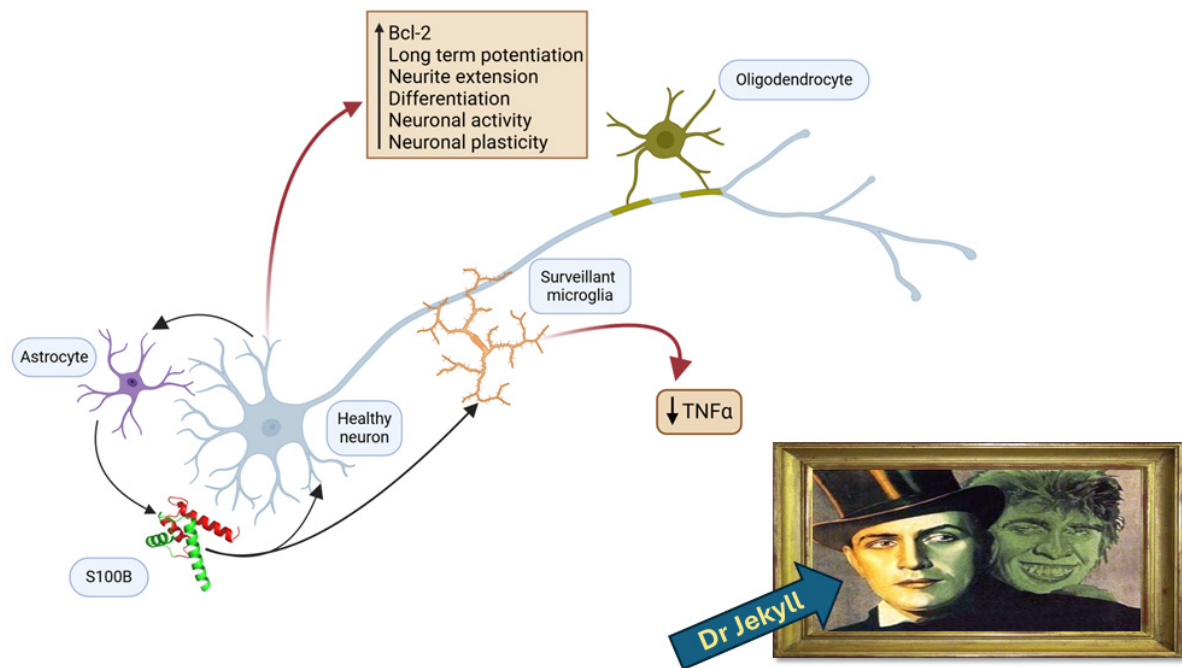 Bcl-2
Long term potentiation
Neurite extension
Differentiation
Neuronal activity
Neuronal plasticity
Oligodendrocyte
Surveillant
microglia
Astrocyte
Healthy
neuron
TNFα
S100B
Dr Jekyll